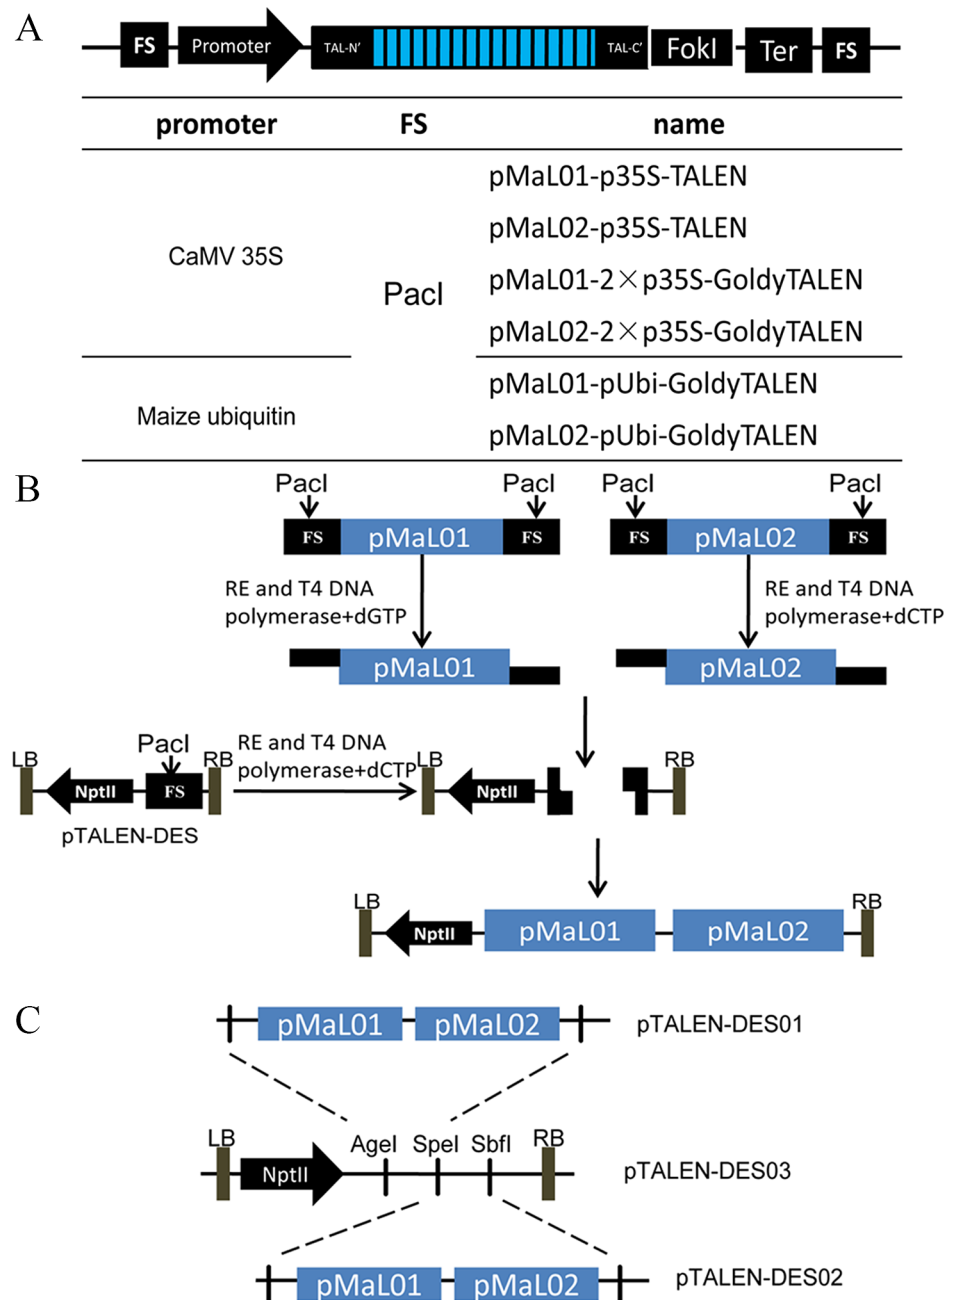 A
FS Promoter TAL-N' TAL-C' FokI Ter FS
promoter FS name
pMaL01-p35S-TALEN
pMaL02-p35S-TALEN
CaMV 35S
pMaL01-2×p35S-GoldyTALEN
PacI
pMaL02-2×p35S-GoldyTALEN
pMaL01-pUbi-GoldyTALEN
Maize ubiquitin
pMaL02-pUbi-GoldyTALEN
B
PacI PacI PacI PacI
FS pMaL01 FS FS pMaL02 FS
RE and T4 DNA
polymerase+dGTP
RE and T4 DNA
polymerase+dCTP
pMaL01 pMaL02
LB PacI RB
RE and T4 DNA
polymerase+dCTP
LB RB
NptII FS NptII
pTALEN-DES
LB RB
NptII pMaL01 pMaL02
C
pMaL01 pMaL02 pTALEN-DES01
LB AgeI SpeI SbfI RB
NptII pTALEN-DES03
pMaL01 pMaL02 pTALEN-DES02